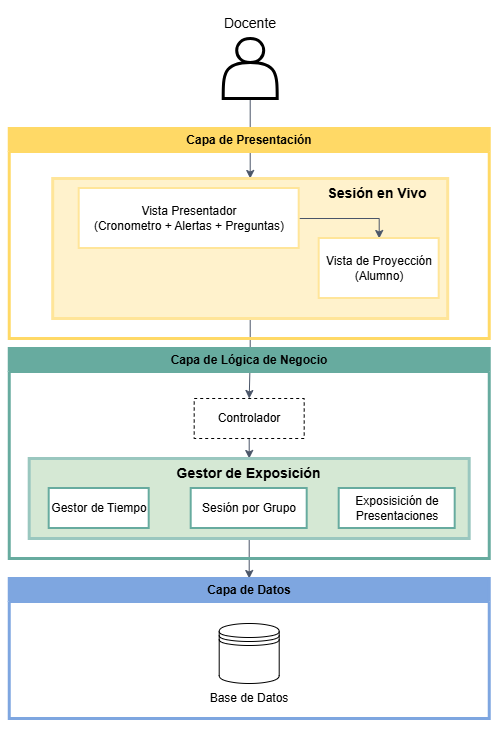 Docente
Capa de Presentación
Sesión en Vivo
Vista Presentador
(Cronometro + Alertas + Preguntas)
Vista de Proyección
(Alumno)
Capa de Lógica de Negocio
Controlador
Gestor de Exposición
Gestor de Tiempo
Sesión por Grupo
Exposisición de
Presentaciones
Capa de Datos
Base de Datos